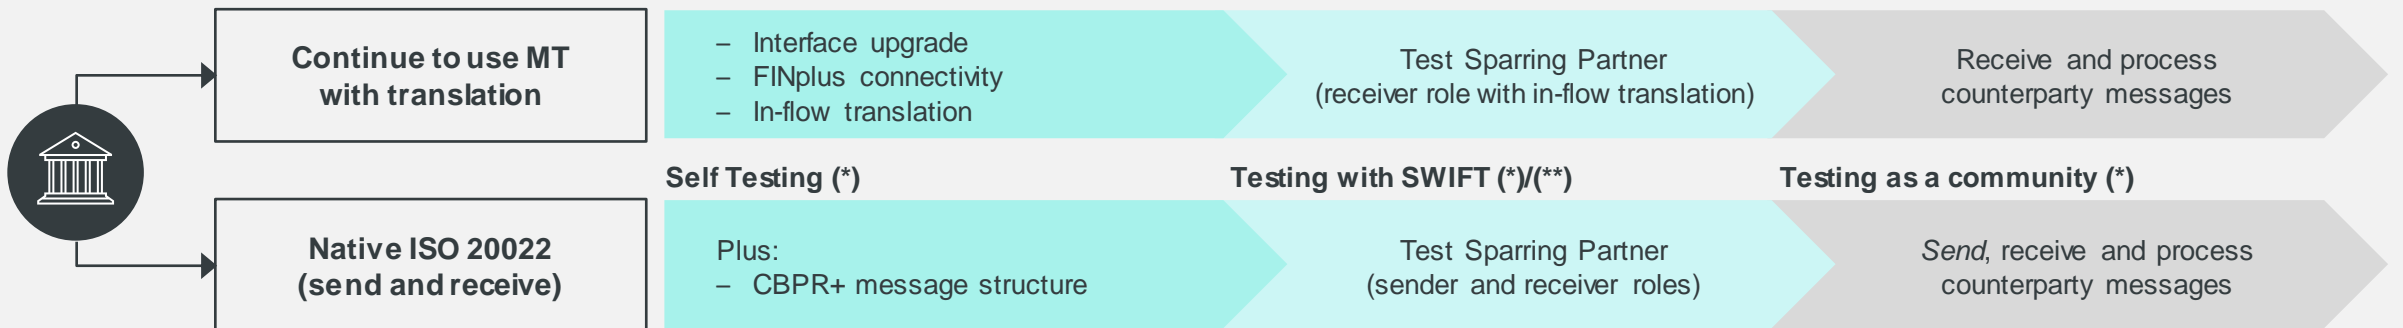 Continue to use MT
with translation
– Interface upgrade
– FINplus connectivity
– In-flow translation
Test Sparring Partner
(receiver role with in-flow translation)
Receive and process
counterparty messages
Self Testing (*)
Testing with SWIFT (*)/(**)
Testing as a community (*)
Native ISO 20022
(send and receive)
Plus:
– CBPR+ message structure
Test Sparring Partner
(sender and receiver roles)
Send, receive and process
counterparty messages